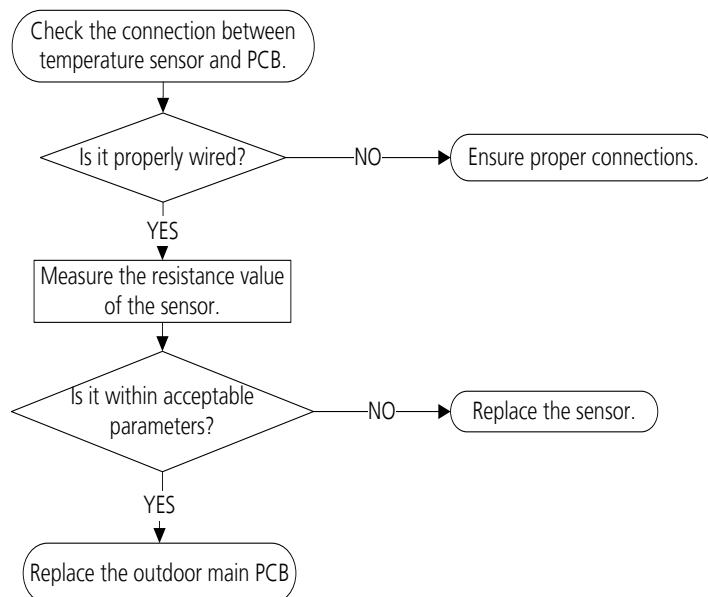 Check the connection between
temperature sensor and PCB.
Is it properly wired?
NO
Ensure proper connections.
YES
Measure the resistance value
of the sensor.
Is it within acceptable
parameters?
NO
Replace the sensor.
YES
Replace the outdoor main PCB